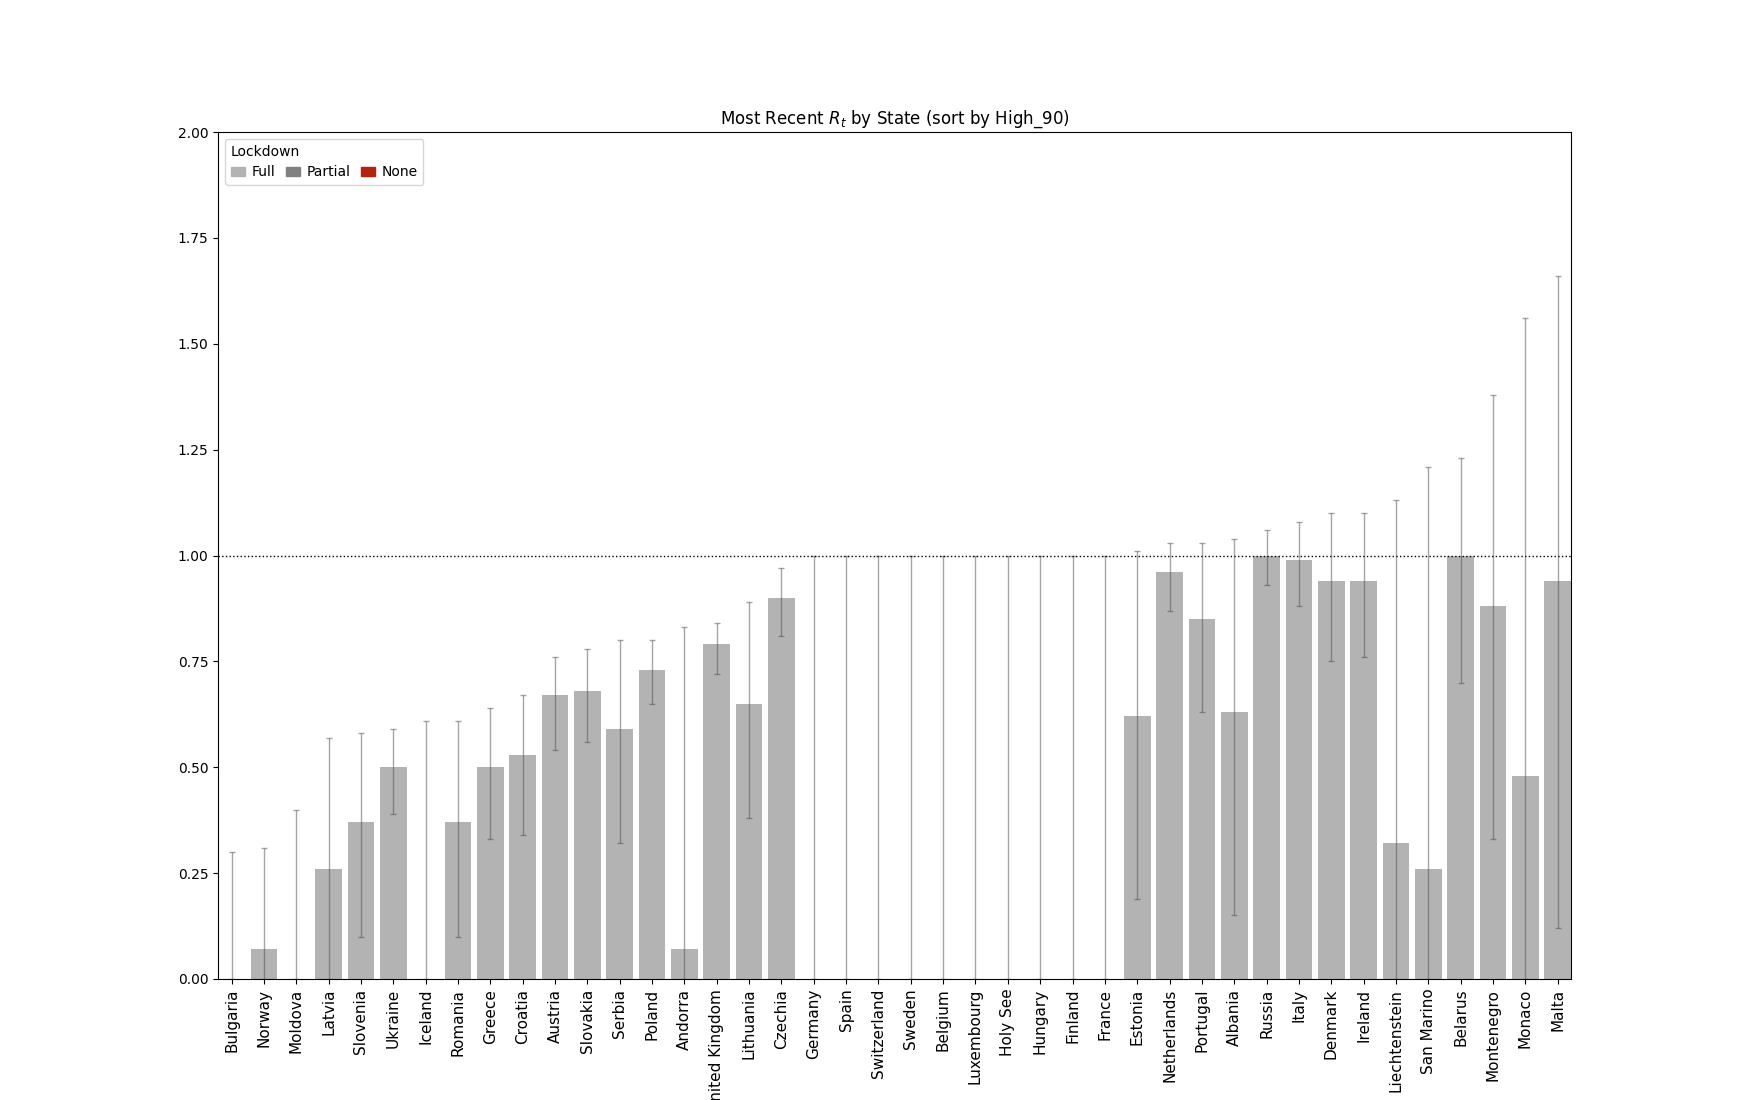 Most Recent R_t by State (sort by High_90)
Lockdown
Full Partial None
2.00
1.75
1.50
1.25
1.00
0.75
0.50
0.25
0.00
Bulgaria
Norway
Moldova
Latvia
Slovenia
Ukraine
Iceland
Romania
Greece
Croatia
Austria
Slovakia
Serbia
Poland
Andorra
nited Kingdom
Lithuania
Czechia
Germany
Spain
Switzerland
Sweden
Belgium
Luxembourg
Holy See
Hungary
Finland
France
Estonia
Netherlands
Portugal
Albania
Russia
Italy
Denmark
Ireland
Liechtenstein
San Marino
Belarus
Montenegro
Monaco
Malta